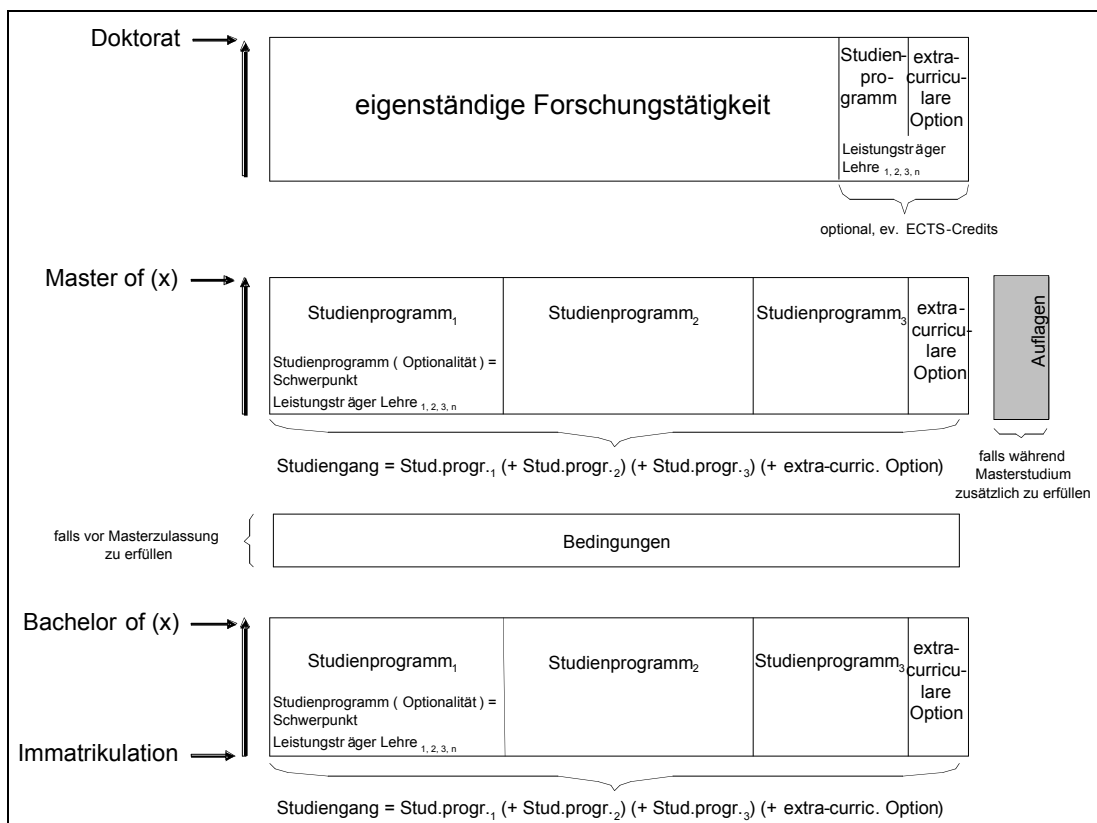 Doktorat
eigenständige Forschungstätigkeit
Studien-
pro-
gramm
extra-
curricu-
lare
Option
Leistungsträger
Lehre 1, 2, 3, n
optional, ev. ECTS-Credits
Master of (x)
Studienprogramm1
Studienprogramm ( Optionalität ) =
Schwerpunkt
Leistungsträger Lehre 1, 2, 3, n
Studienprogramm2
Studienprogramm3
extra-
curricu-
lare
Option
Auflagen
Studiengang = Stud.progr.1 (+ Stud.progr.2) (+ Stud.progr.3) (+ extra-curric. Option)
falls während
Masterstudium
zusätzlich zu erfüllen
falls vor Masterzulassung
zu erfüllen
Bedingungen
Bachelor of (x)
Studienprogramm1
Studienprogramm ( Optionalität ) =
Schwerpunkt
Leistungsträger Lehre 1, 2, 3, n
Studienprogramm2
Studienprogramm3
extra-
curricu-
lare
Option
Immatrikulation
Studiengang = Stud.progr.1 (+ Stud.progr.2) (+ Stud.progr.3) (+ extra-curric. Option)